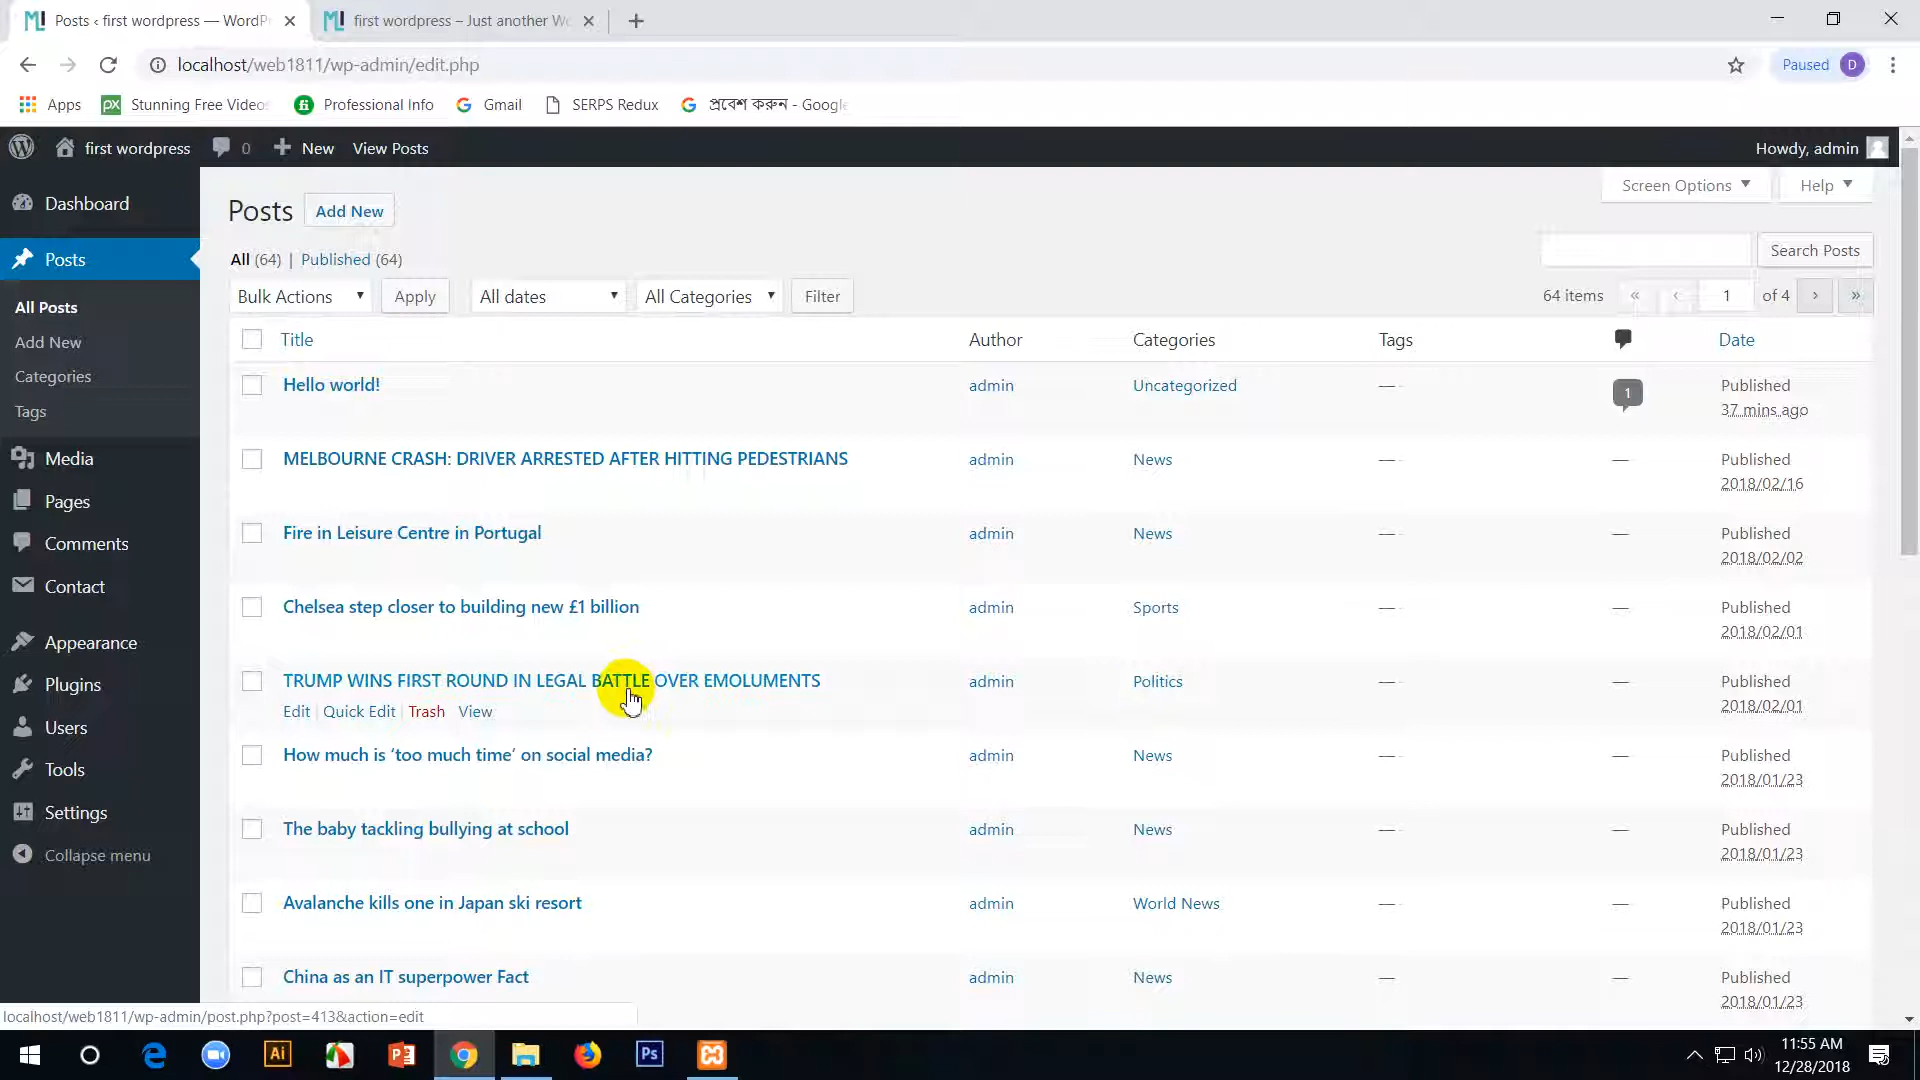 Posts ‹ first wordpress — WordPr
first wordpress – Just another Wo
localhost/web1811/wp-admin/edit.php
Paused D
Apps
Stunning Free Videos
Professional Info
Gmail
SERPS Redux
প্রবেশ করুন - Google
first wordpress
0
New
View Posts
Howdy, admin
Dashboard
Posts
All Posts
Add New
Categories
Tags
Media
Pages
Comments
Contact
Appearance
Plugins
Users
Tools
Settings
Collapse menu
Screen Options
Help
Posts Add New
All (64) | Published (64)
Search Posts
Bulk Actions Apply All dates All Categories Filter
64 items « ‹ 1 of 4 › »
Title Author Categories Tags Date
Hello world! admin Uncategorized — 1 Published
37 mins ago
MELBOURNE CRASH: DRIVER ARRESTED AFTER HITTING PEDESTRIANS admin News — — Published
2018/02/16
Fire in Leisure Centre in Portugal admin News — — Published
2018/02/02
Chelsea step closer to building new £1 billion admin Sports — — Published
2018/02/01
TRUMP WINS FIRST ROUND IN LEGAL BATTLE OVER EMOLUMENTS admin Politics — — Published
Edit | Quick Edit | Trash View 2018/02/01
How much is ‘too much time’ on social media? admin News — — Published
2018/01/23
The baby tackling bullying at school admin News — — Published
2018/01/23
Avalanche kills one in Japan ski resort admin World News — — Published
2018/01/23
China as an IT superpower Fact admin News — — Published
2018/01/23
localhost/web1811/wp-admin/post.php?post=413&action=edit
Ai
Ps
11:55 AM
12/28/2018